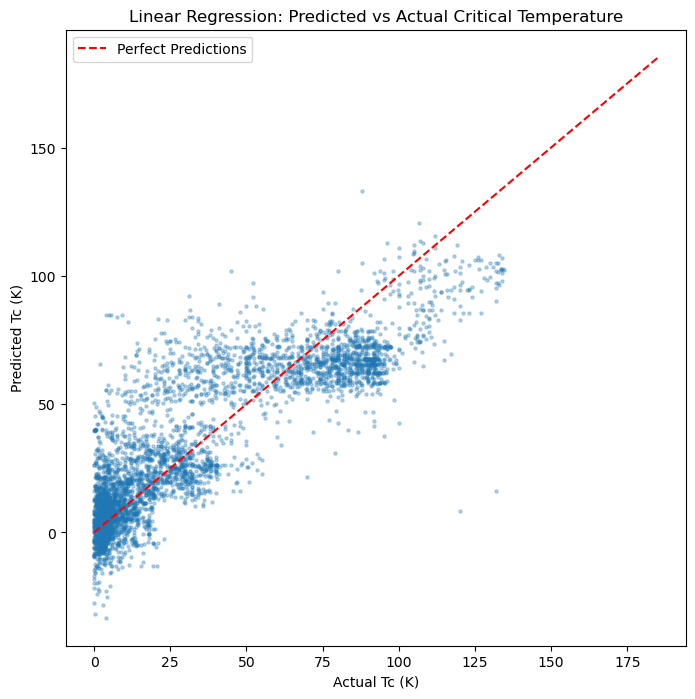 Linear Regression: Predicted vs Actual Critical Temperature
Perfect Predictions
Predicted Tc (K)
150
100
50
0
0 25 50 75 100 125 150 175
Actual Tc (K)